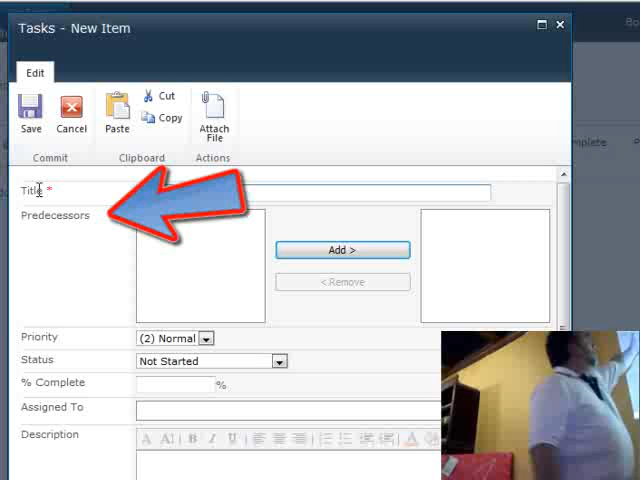 Tasks - New Item
Edit
Save
Cancel
Paste
Cut
Copy
Attach
File
Commit
Clipboard
Actions
mplete
Title *
Predecessors
Add >
< Remove
Priority
(2) Normal
Status
Not Started
% Complete
%
Assigned To
Description
A A I B I U
A